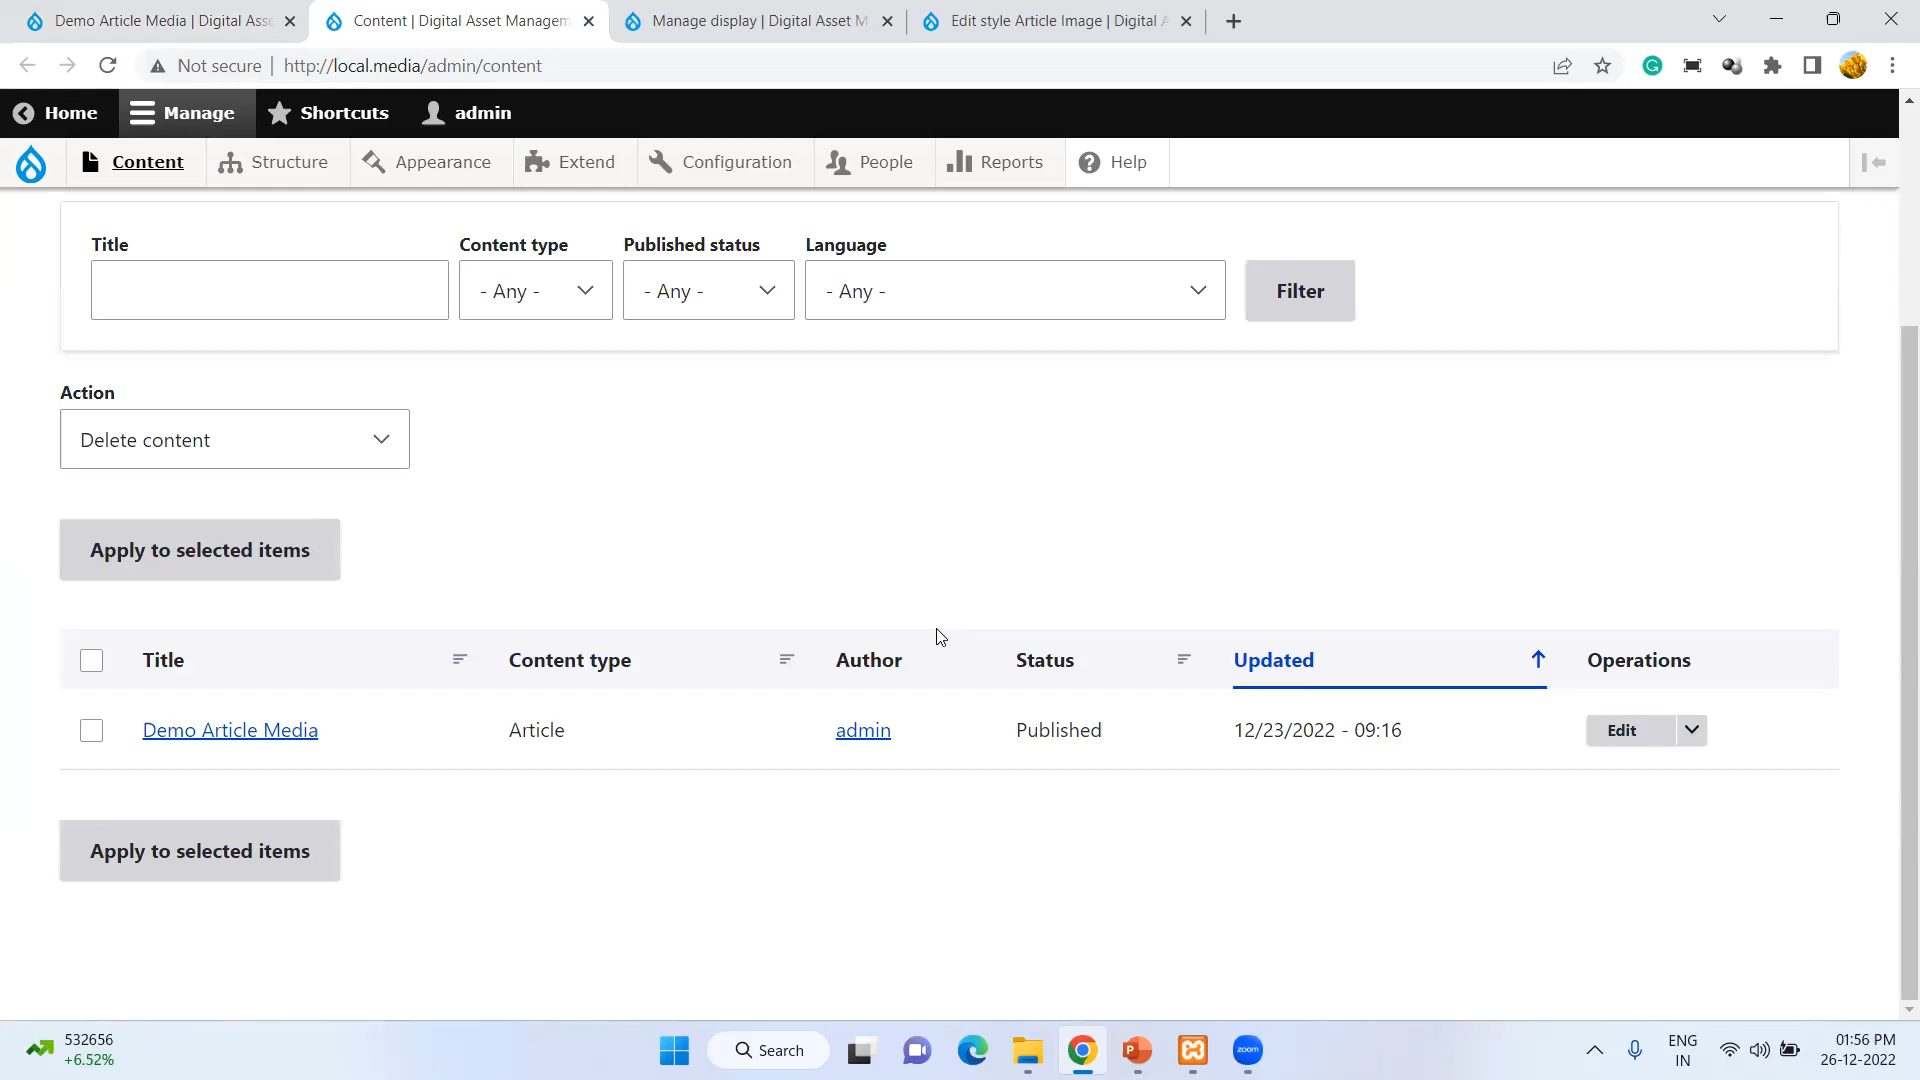 Demo Article Media | Digital Asse
Content | Digital Asset Managem
Manage display | Digital Asset M
Edit style Article Image | Digital A
Not secure | http://local.media/admin/content
Home
Manage
Shortcuts
admin
Content
Structure
Appearance
Extend
Configuration
People
Reports
Help
Title
Content type
Published status
Language
- Any -
- Any -
- Any -
Filter
Action
Delete content
Apply to selected items
Title
Content type
Author
Status
Updated
Operations
Demo Article Media
Article
admin
Published
12/23/2022 - 09:16
Edit
Apply to selected items
532656
+6.52%
Search
zoom
ENG
IN
01:56 PM
26-12-2022